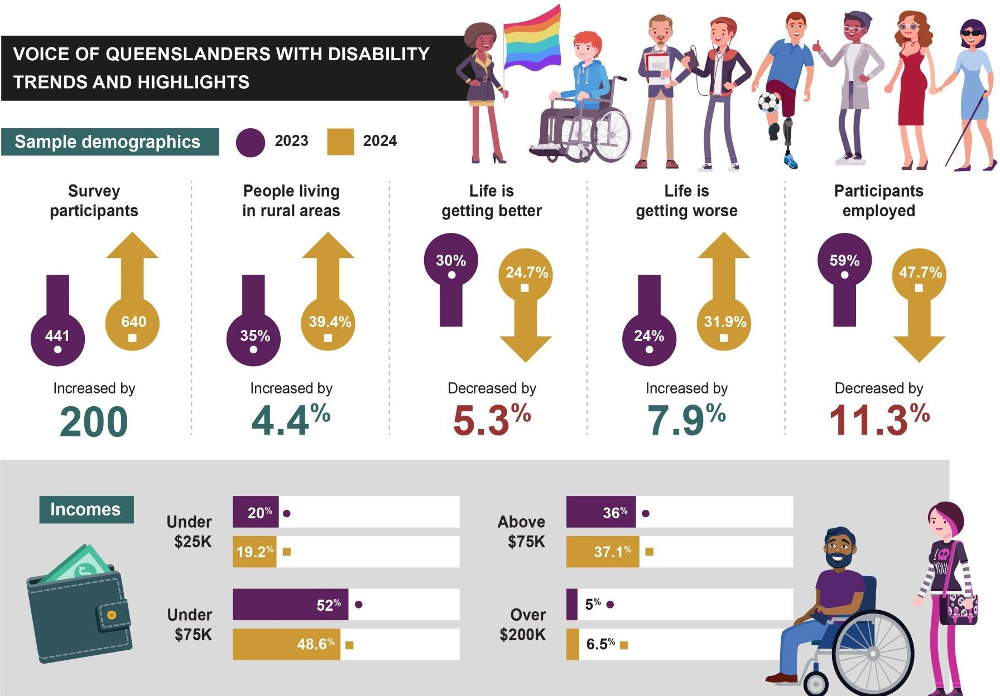 VOICE OF QUEENSLANDERS WITH DISABILITY
TRENDS AND HIGHLIGHTS
Sample demographics
2023
2024
Survey
participants
441
640
Increased by
200
People living
in rural areas
35%
39.4%
Increased by
4.4%
Life is
getting better
30%
24.7%
Decreased by
5.3%
Life is
getting worse
24%
31.9%
Increased by
7.9%
Participants
employed
59%
47.7%
Decreased by
11.3%
Incomes
Under
$25K
20%
19.2%
Above
$75K
36%
37.1%
Under
$75K
52%
48.6%
Over
$200K
5%
6.5%
$
I
YOU